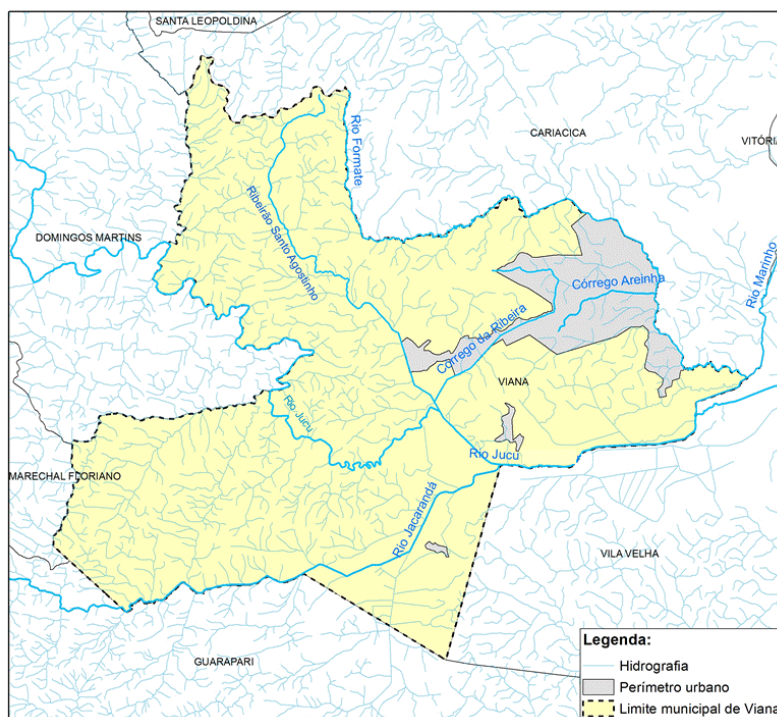 SANTA LEOPOLDINA
Rio Formate
CARIACICA
VITÓRIA
Ribeirão Santo Agostinho
DOMINGOS MARTINS
Córrego Areinha
Rio Marinho
Córrego da Ribeira
VIANA
Rio Jucu
Rio Jucu
MARECHAL FLORIANO
Rio Jacarandá
VILA VELHA
GUARAPARI
Legenda:
Hidrografia
Perímetro urbano
Limite municipal de Viana